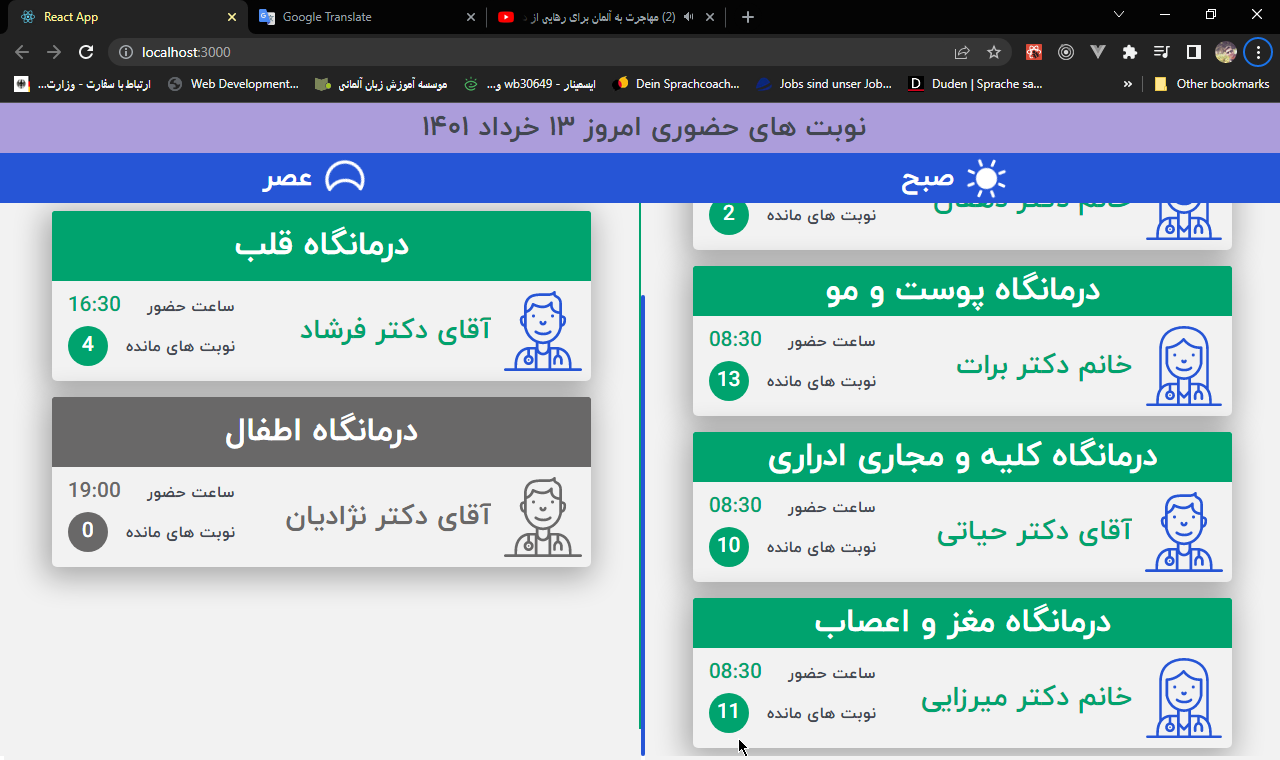 React App
Google Translate
(2) مهاجرت به آلمان برای رهایی از
localhost:3000
ارتباط با سفارت - وزارت...
Web Development...
موسسه آموزش زبان آلمانی
ایسمینار - wb30649 و...
Dein Sprachcoach...
Jobs sind unser Job...
Duden | Sprache sa...
»
Other bookmarks
نوبت های حضوری امروز ۱۳ خرداد ۱۴۰۱
صبح
عصر
خانم دکتر دهقان
نوبت های مانده
2
درمانگاه پوست و مو
خانم دکتر برات
ساعت حضور
08:30
نوبت های مانده
13
درمانگاه کلیه و مجاری ادراری
آقای دکتر حیاتی
ساعت حضور
08:30
نوبت های مانده
10
درمانگاه مغز و اعصاب
خانم دکتر میرزایی
ساعت حضور
08:30
نوبت های مانده
11
درمانگاه قلب
آقای دکتر فرشاد
ساعت حضور
16:30
نوبت های مانده
4
درمانگاه اطفال
آقای دکتر نژادیان
ساعت حضور
19:00
نوبت های مانده
0